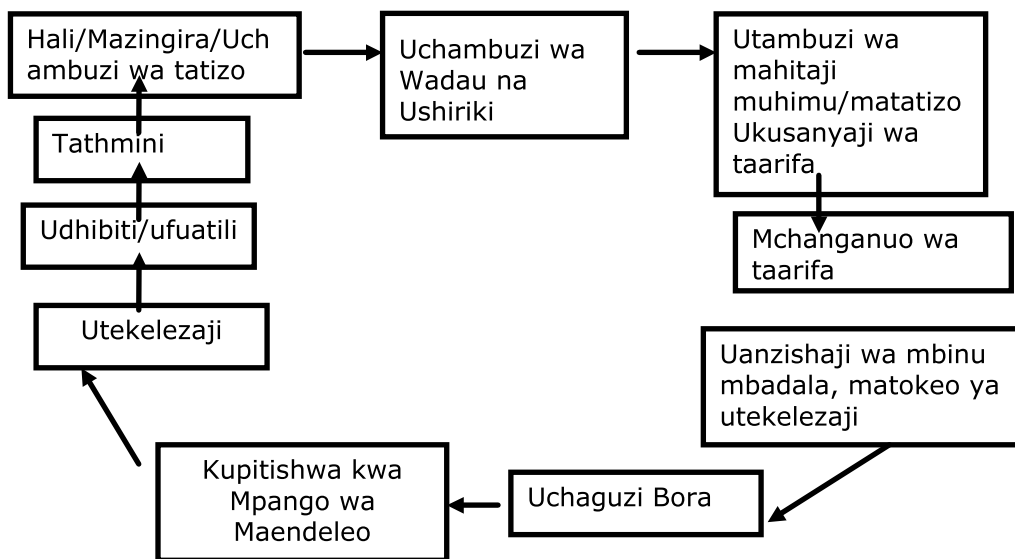 Hali/Mazingira/Uch
ambuzi wa tatizo
Uchambuzi wa
Wadau na
Ushiriki
Utambuzi wa
mahitaji
muhimu/matatizo
Ukusanyaji wa
taarifa
Mchanganuo wa
taarifa
Uanzishaji wa mbinu
mbadala, matokeo ya
utekelezaji
Uchaguzi Bora
Kupitishwa kwa
Mpango wa
Maendeleo
Utekelezaji
Udhibiti/ufuatili
Tathmini